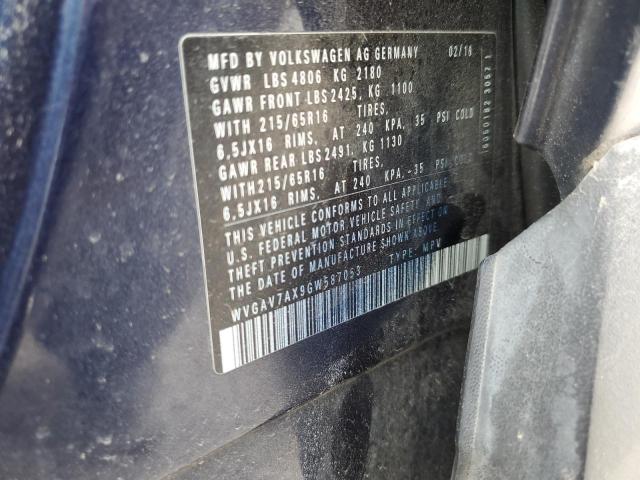 MFD BY VOLKSWAGEN AG GERMANY 02/16
GVWR LBS 4806 KG 2180
GAWR FRONT LBS 2425, KG 1100
WITH 215/65R16 TIRES,
6.5JX16 RIMS, AT 240 KPA, 35 PSI COLD
GAWR REAR LBS 2491, KG 1130
WITH 215/65R16 TIRES,
6.5JX16 RIMS, AT 240 KPA, 35 PSI COLD
THIS VEHICLE CONFORMS TO ALL APPLICABLE
U.S. FEDERAL MOTOR VEHICLE SAFETY AND
THEFT PREVENTION STANDARDS IN EFFECT ON
THE DATE OF MANUFACTURE SHOWN ABOVE
WVGAV7AX9GW587053 TYPE: MPV